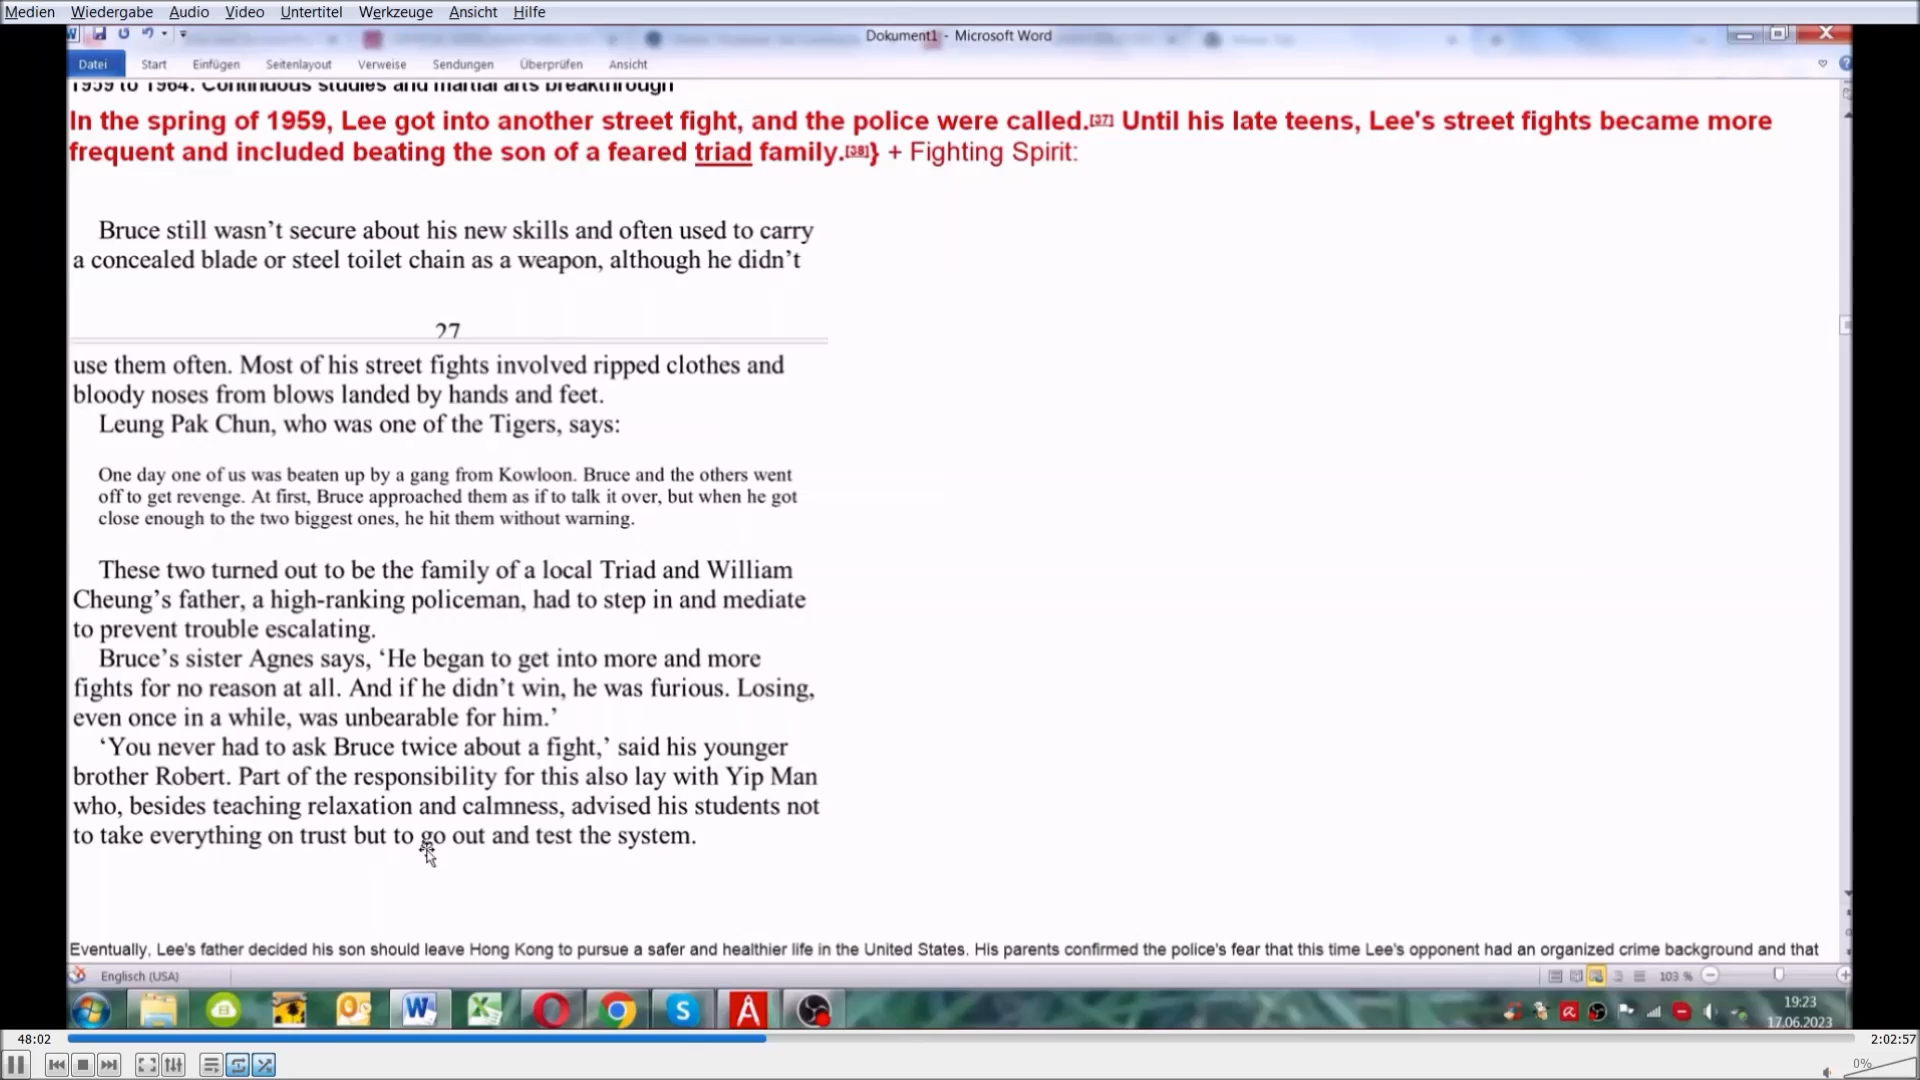 Medien Wiedergabe Audio Video Untertitel Werkzeuge Ansicht Hilfe
Dokument1 - Microsoft Word
Datei Start Einfügen Seitenlayout Verweise Sendungen Überprüfen Ansicht
1959 to 1964: Continuous studies and martial arts breakthrough
In the spring of 1959, Lee got into another street fight, and the police were called.[37] Until his late teens, Lee's street fights became more
frequent and included beating the son of a feared triad family.[38]} + Fighting Spirit:
Bruce still wasn’t secure about his new skills and often used to carry
a concealed blade or steel toilet chain as a weapon, although he didn’t
27
use them often. Most of his street fights involved ripped clothes and
bloody noses from blows landed by hands and feet.
Leung Pak Chun, who was one of the Tigers, says:
One day one of us was beaten up by a gang from Kowloon. Bruce and the others went
off to get revenge. At first, Bruce approached them as if to talk it over, but when he got
close enough to the two biggest ones, he hit them without warning.
These two turned out to be the family of a local Triad and William
Cheung’s father, a high-ranking policeman, had to step in and mediate
to prevent trouble escalating.
Bruce’s sister Agnes says, ‘He began to get into more and more
fights for no reason at all. And if he didn’t win, he was furious. Losing,
even once in a while, was unbearable for him.’
‘You never had to ask Bruce twice about a fight,’ said his younger
brother Robert. Part of the responsibility for this also lay with Yip Man
who, besides teaching relaxation and calmness, advised his students not
to take everything on trust but to go out and test the system.
Eventually, Lee's father decided his son should leave Hong Kong to pursue a safer and healthier life in the United States. His parents confirmed the police's fear that this time Lee's opponent had an organized crime background and that
Englisch (USA)
103 %
19:23
17.06.2023
48:02
2:02:57
0%